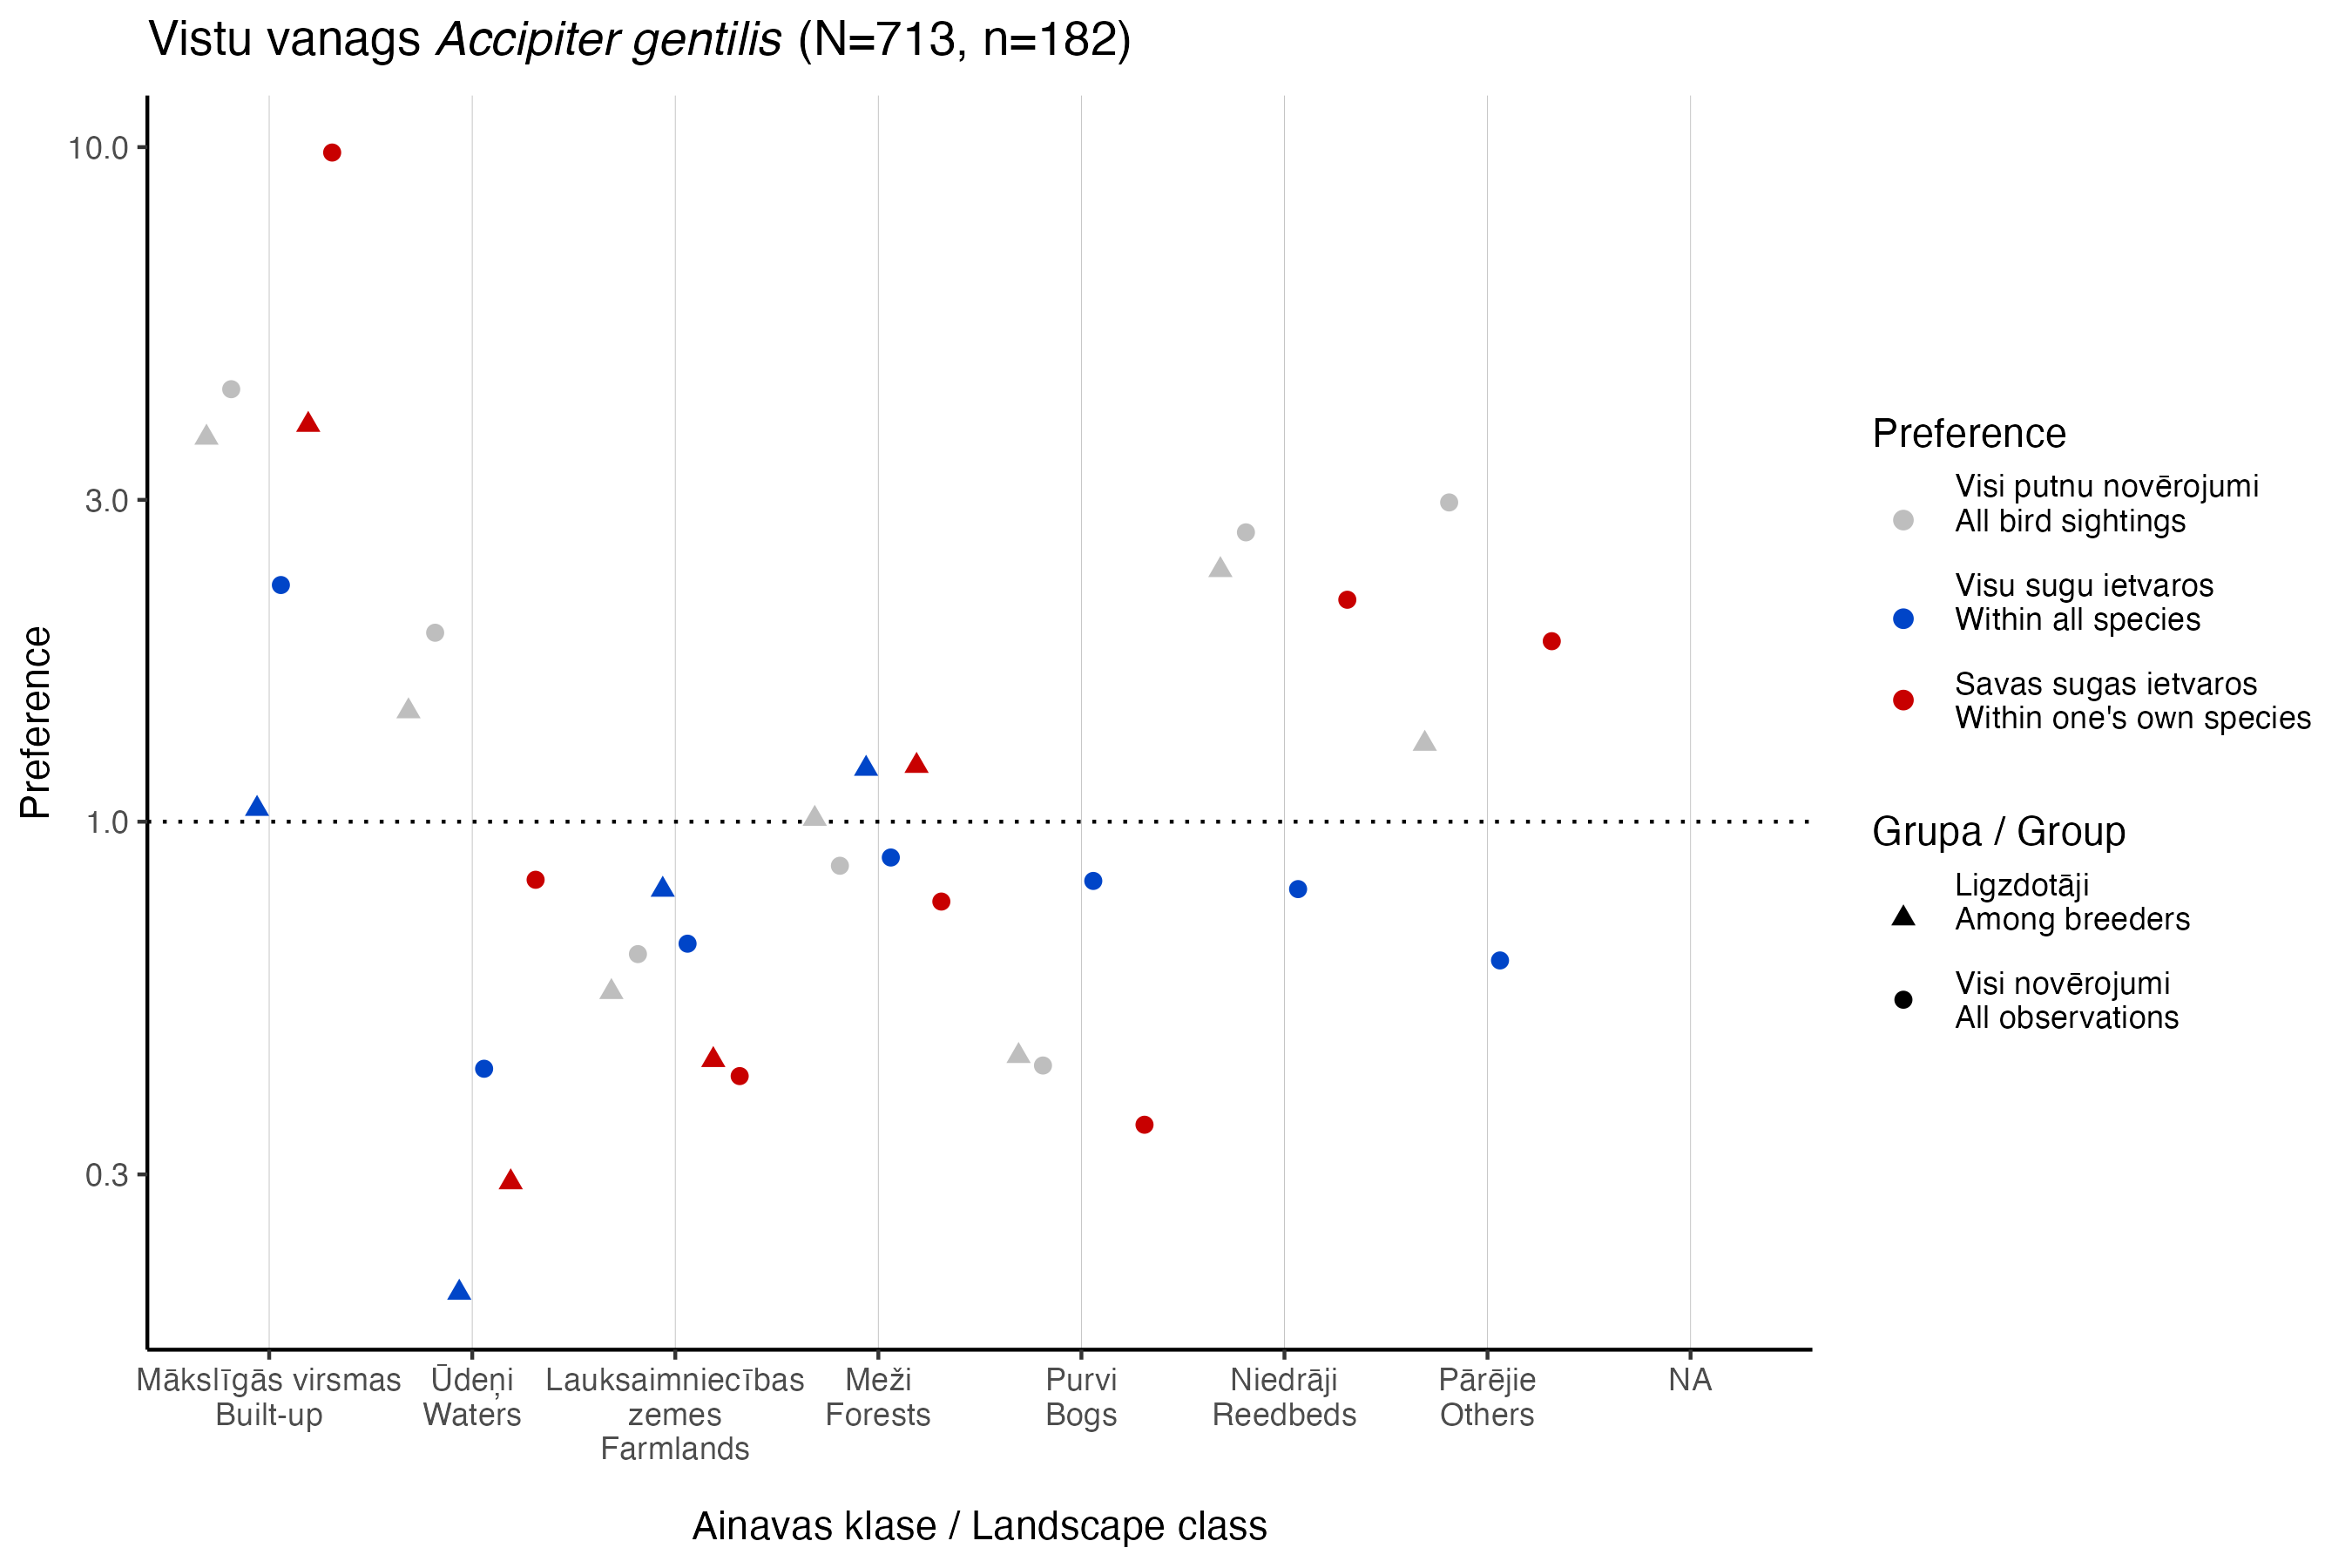 Vistu vanags Accipiter gentilis (N=713, n=182)
Preference
10.0
3.0
1.0
0.3
Mākslīgās virsmas
Built-up
Ūdeņi
Waters
Lauksaimniecības
zemes
Farmlands
Meži
Forests
Purvi
Bogs
Niedrāji
Reedbeds
Pārējie
Others
NA
Ainavas klase / Landscape class
Preference
Visi putnu novērojumi
All bird sightings
Visu sugu ietvaros
Within all species
Savas sugas ietvaros
Within one's own species
Grupa / Group
Ligzdotāji
Among breeders
Visi novērojumi
All observations